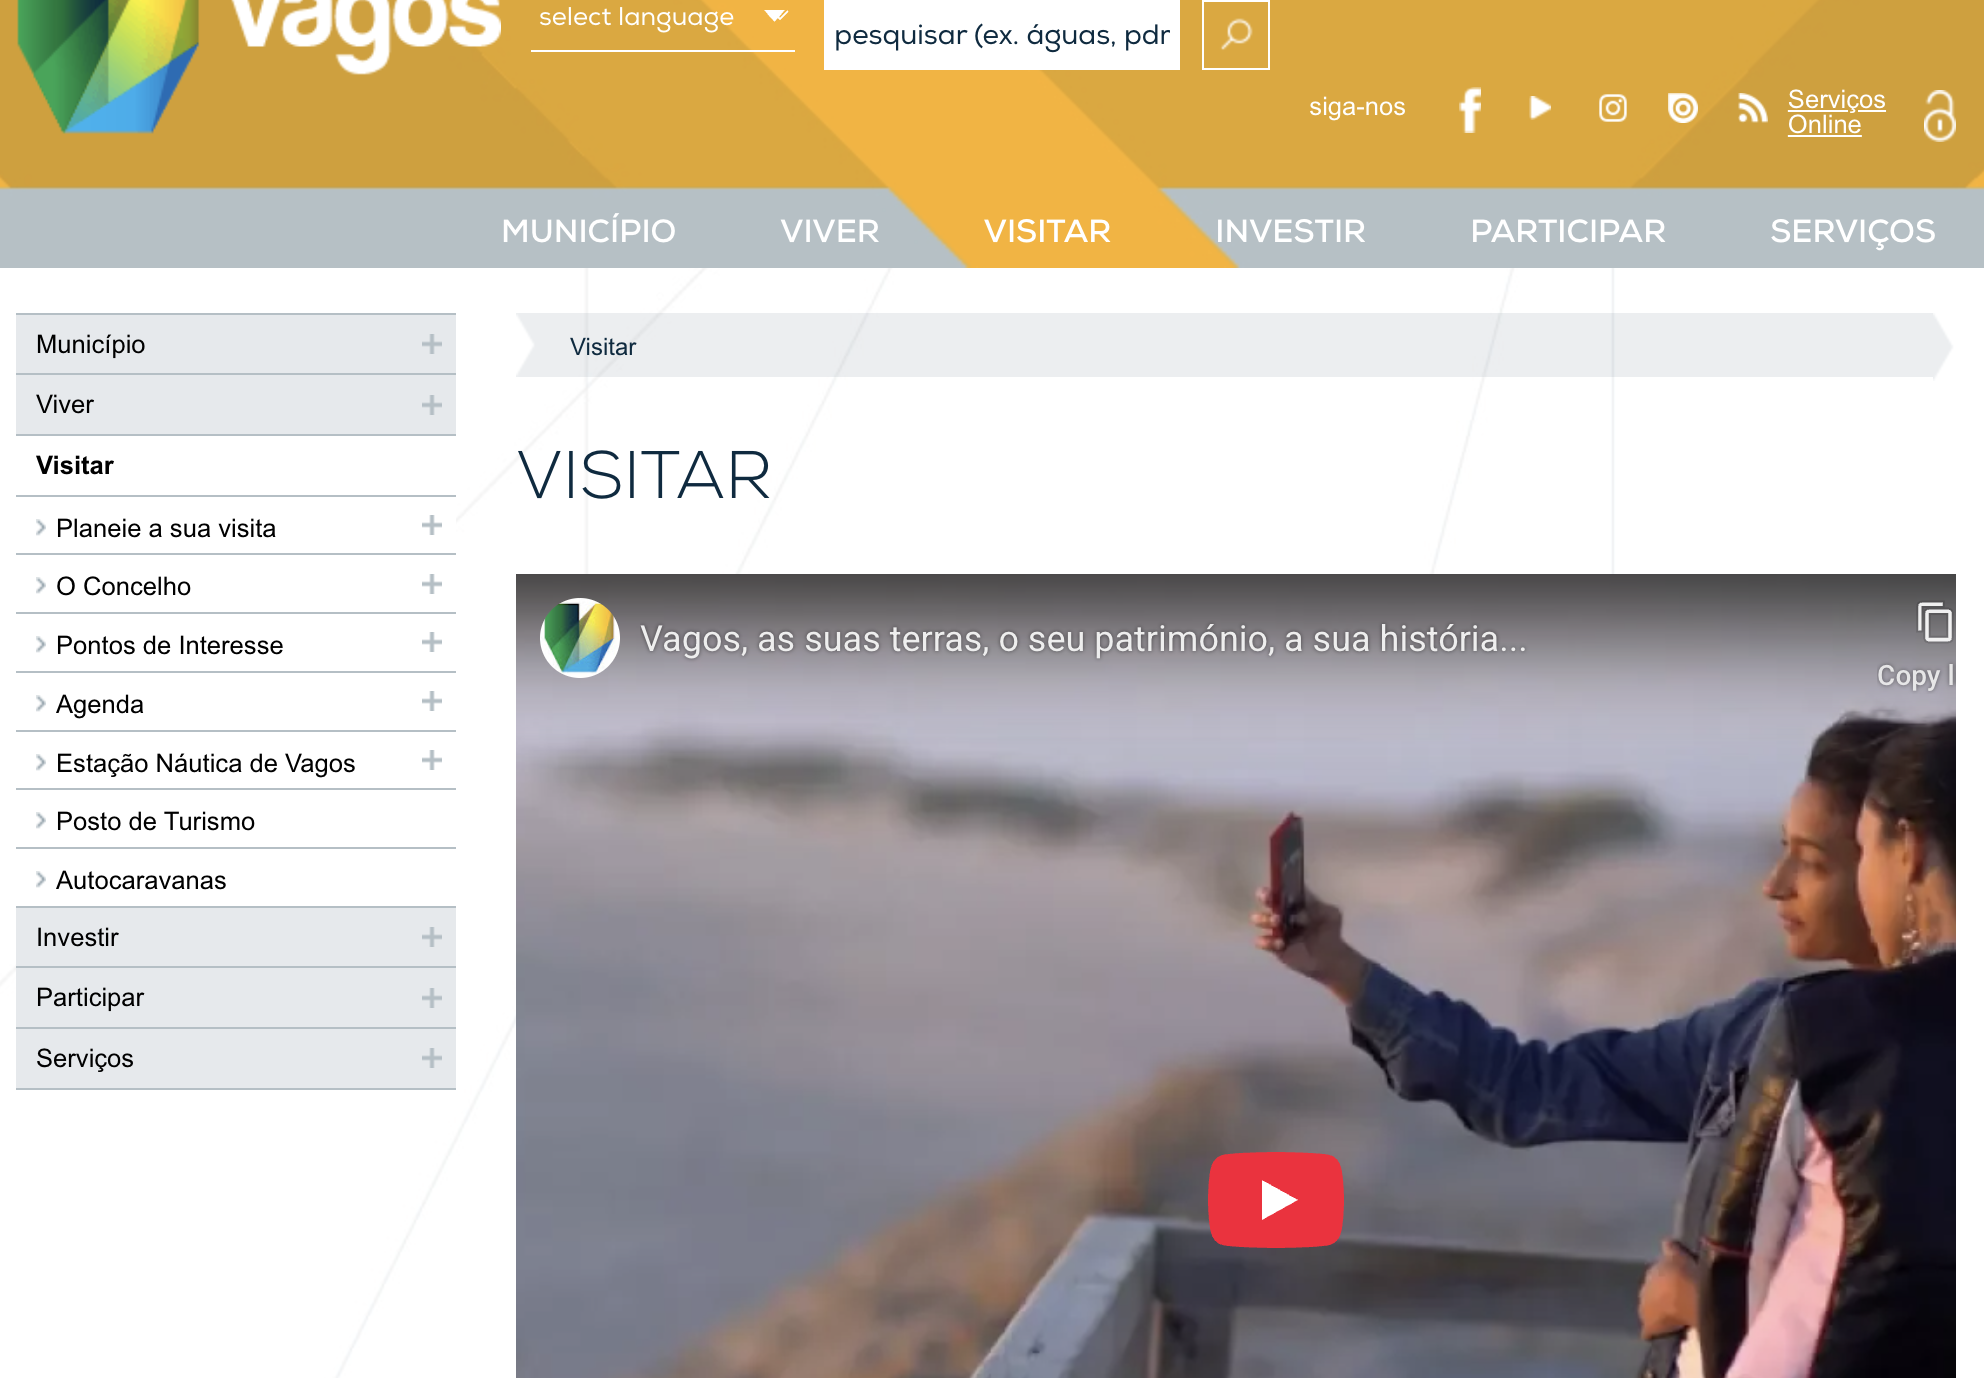 vagos
select language
pesquisar (ex. águas, pdr
siga-nos
Serviços
Online
MUNICÍPIO VIVER VISITAR INVESTIR PARTICIPAR SERVIÇOS
Município
Viver
Visitar
Planeie a sua visita
O Concelho
Pontos de Interesse
Agenda
Estação Náutica de Vagos
Posto de Turismo
Autocaravanas
Investir
Participar
Serviços
Visitar
VISITAR
Vagos, as suas terras, o seu património, a sua história...
Copy l